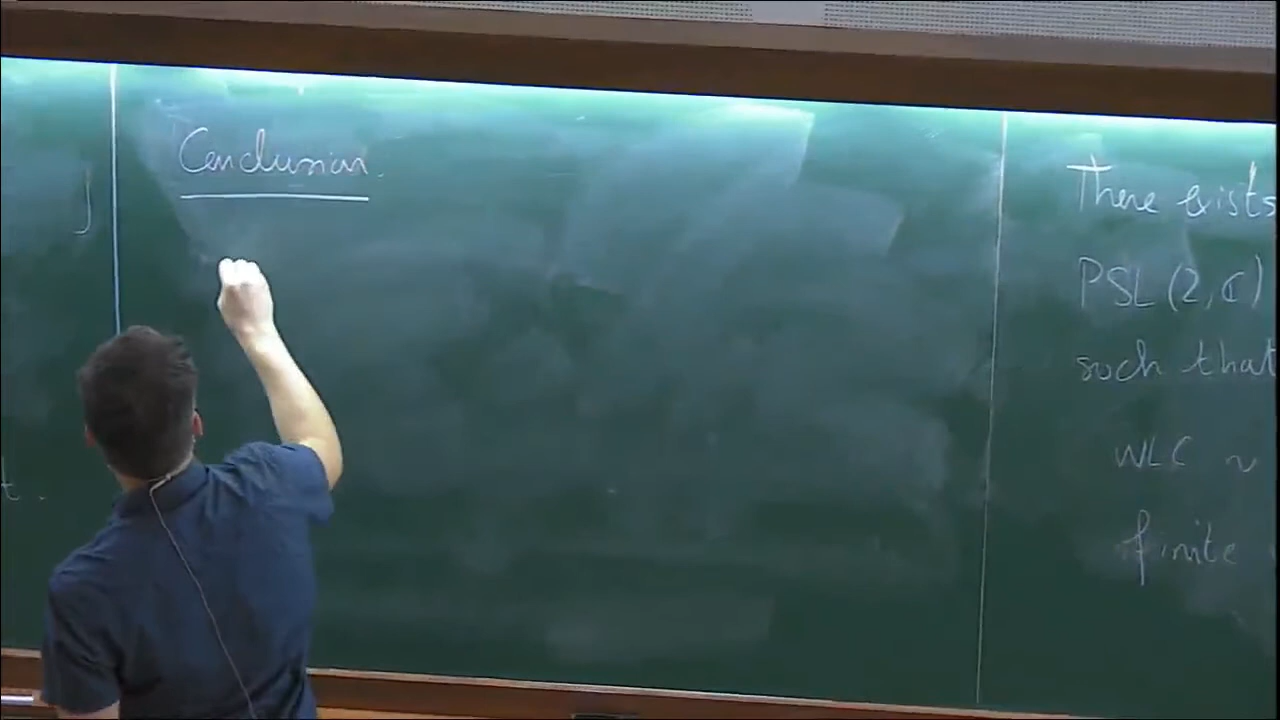 J
t.
Conclusion.
There exists
PSL(2, ℂ)
such that
WLC ~
finite